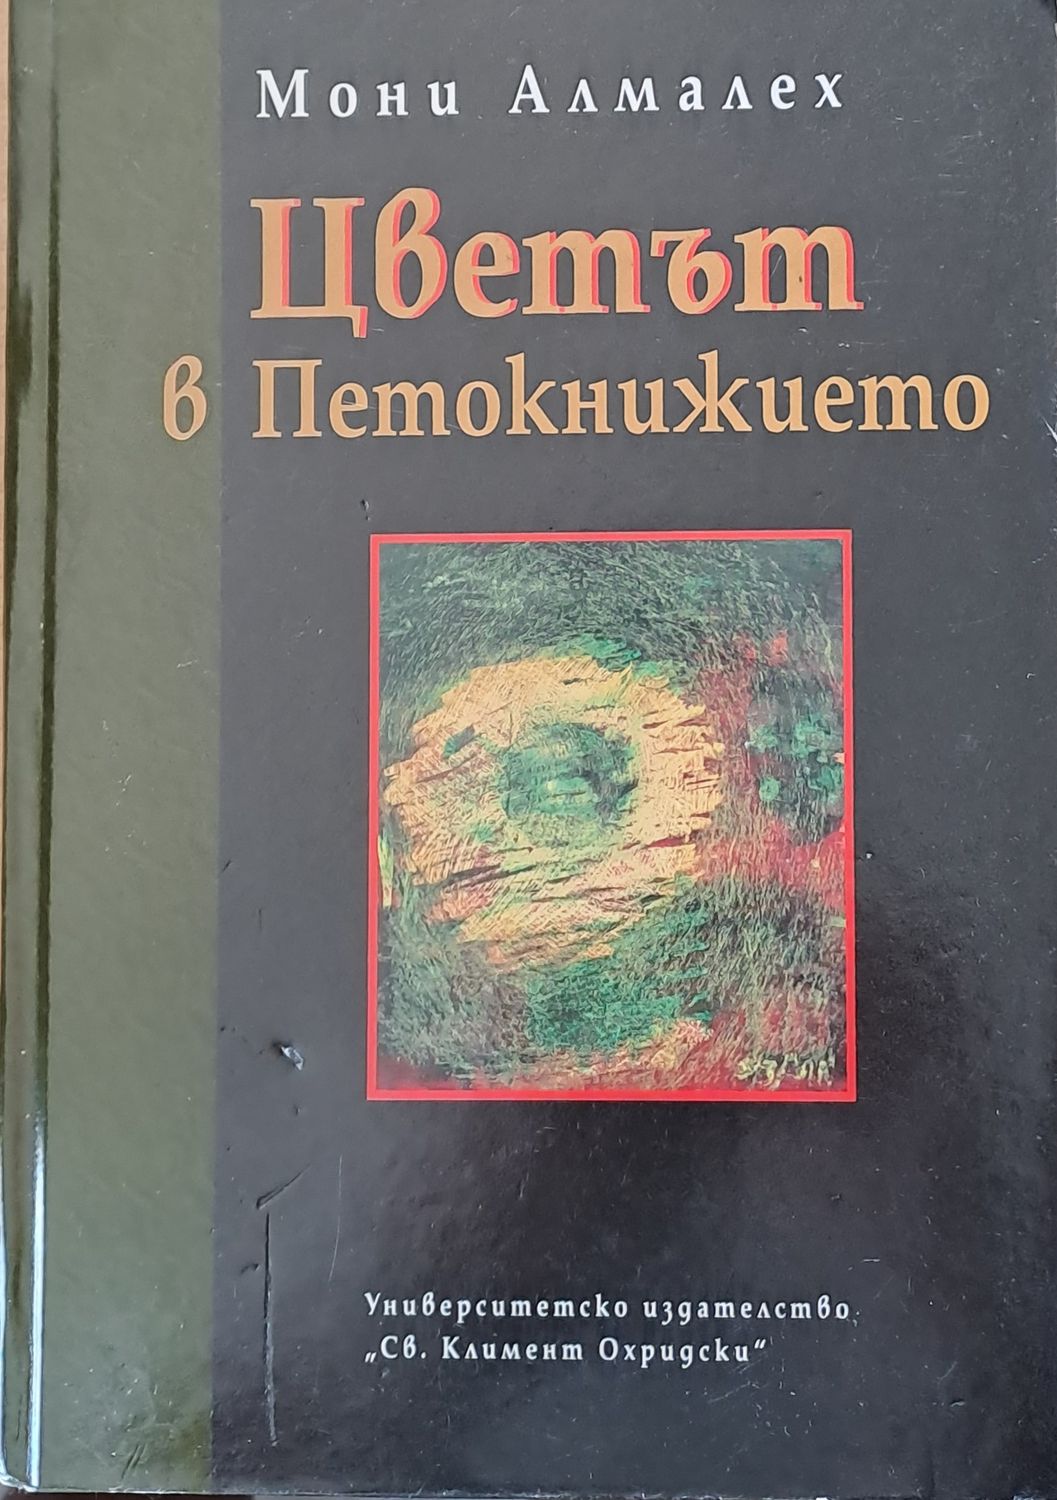 Мони Алмалех
Цветът
в Петокнижието
Университетско издателство
„Св. Климент Охридски“